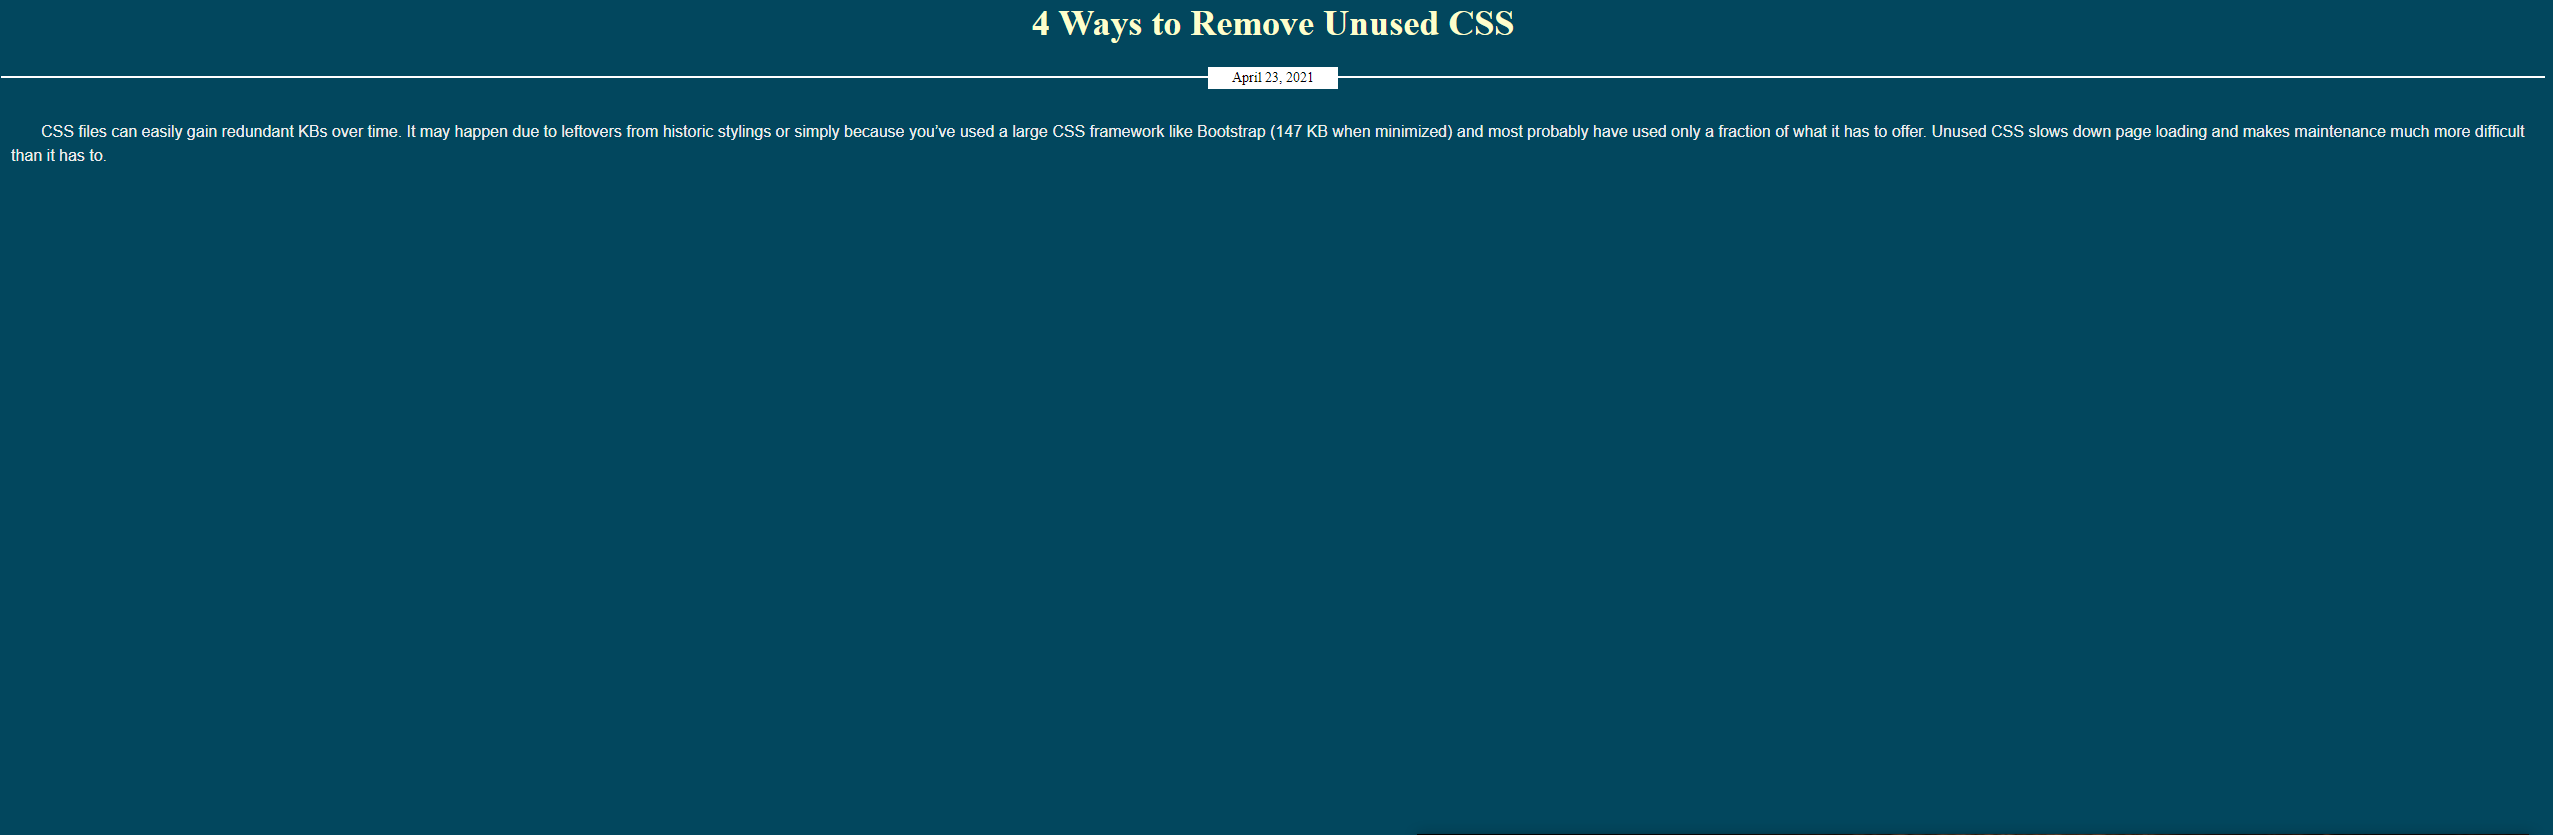 4 Ways to Remove Unused CSS
April 23, 2021
CSS files can easily gain redundant KBs over time. It may happen due to leftovers from historic stylings or simply because you’ve used a large CSS framework like Bootstrap (147 KB when minimized) and most probably have used only a fraction of what it has to offer. Unused CSS slows down page loading and makes maintenance much more difficult
than it has to.